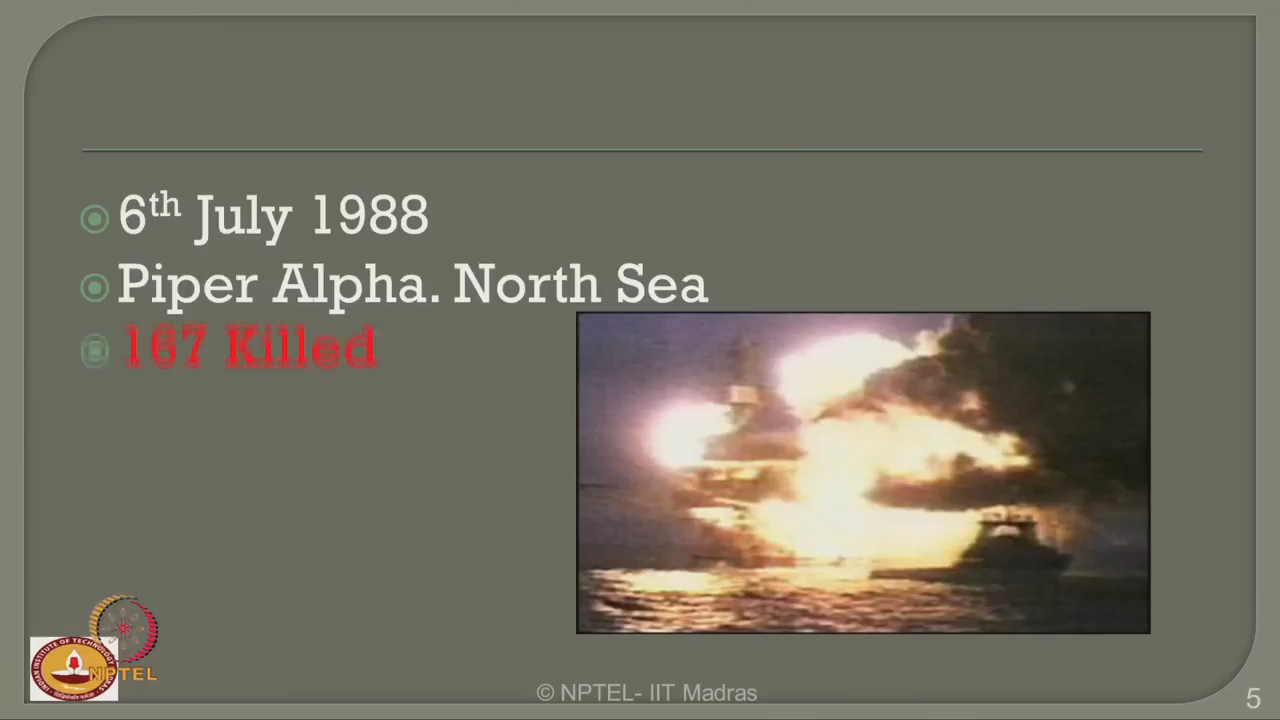 6th July 1988
Piper Alpha. North Sea
167 Killed
NPTEL
© NPTEL- IIT Madras
5